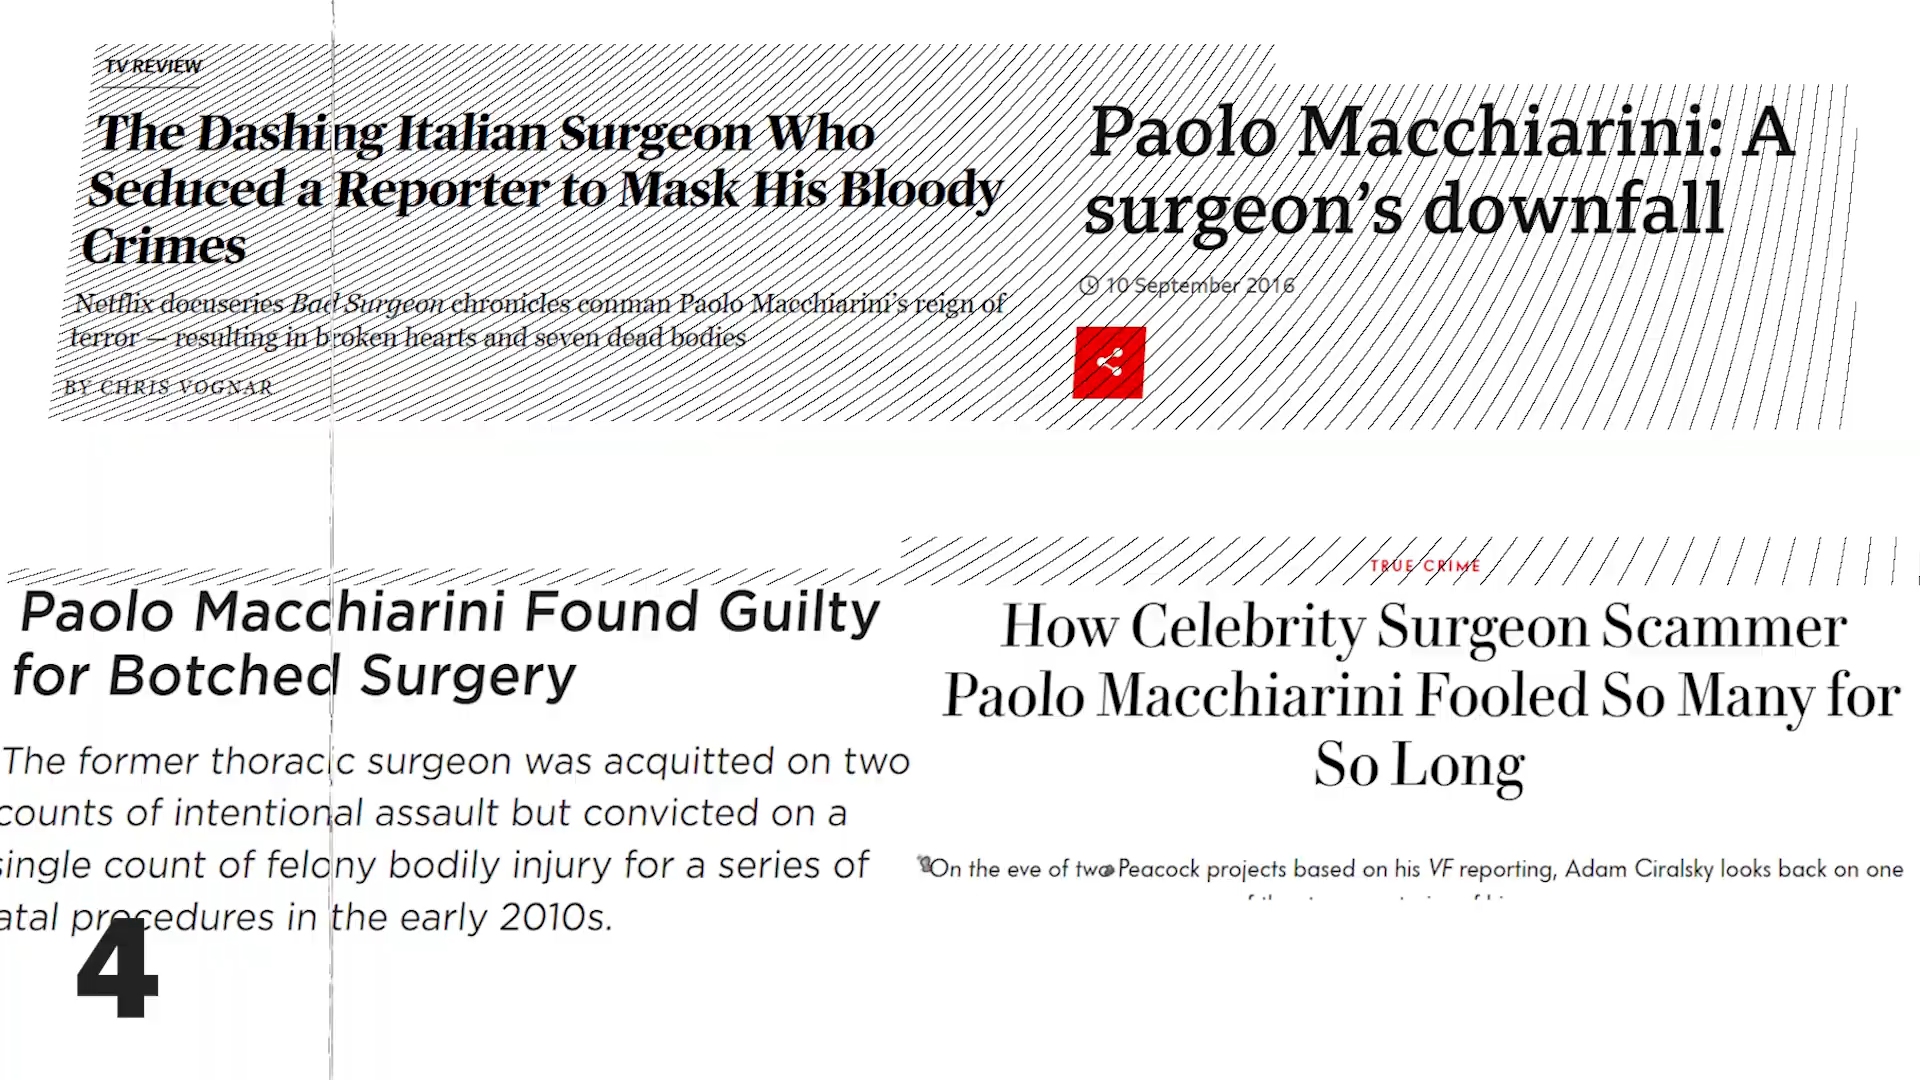 TV REVIEW
The Dashing Italian Surgeon Who
Seduced a Reporter to Mask His Bloody
Crimes
Netflix docuseries Bad Surgeon chronicles conman Paolo Macchiarini's reign of
terror — resulting in broken hearts and seven dead bodies
BY CHRIS VOGNAR
Paolo Macchiarini: A
surgeon's downfall
10 September 2016
Paolo Macchiarini Found Guilty
for Botched Surgery
The former thoracic surgeon was acquitted on two
counts of intentional assault but convicted on a
single count of felony bodily injury for a series of
atal procedures in the early 2010s.
TRUE CRIME
How Celebrity Surgeon Scammer
Paolo Macchiarini Fooled So Many for
So Long
On the eve of two Peacock projects based on his VF reporting, Adam Ciralsky looks back on one
4